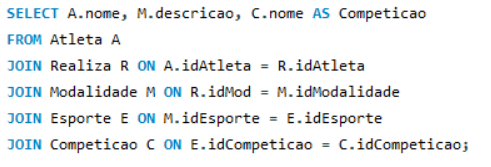 SELECT A.nome, M.descricao, C.nome AS Competicao
FROM Atleta A
JOIN Realiza R ON A.idAtleta = R.idAtleta
JOIN Modalidade M ON R.idMod = M.idModalidade
JOIN Esporte E ON M.idEsporte = E.idEsporte
JOIN Competicao C ON E.idCompeticao = C.idCompeticao;